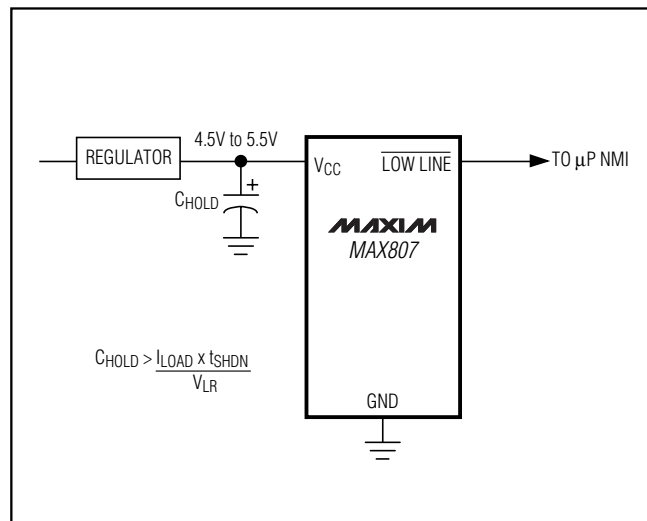 4.5V to 5.5V
REGULATOR
VCC
LOW LINE
TO μP NMI
+
CHOLD
MAXIM
MAX807
CHOLD > ILOAD x tSHDN
VLR
GND